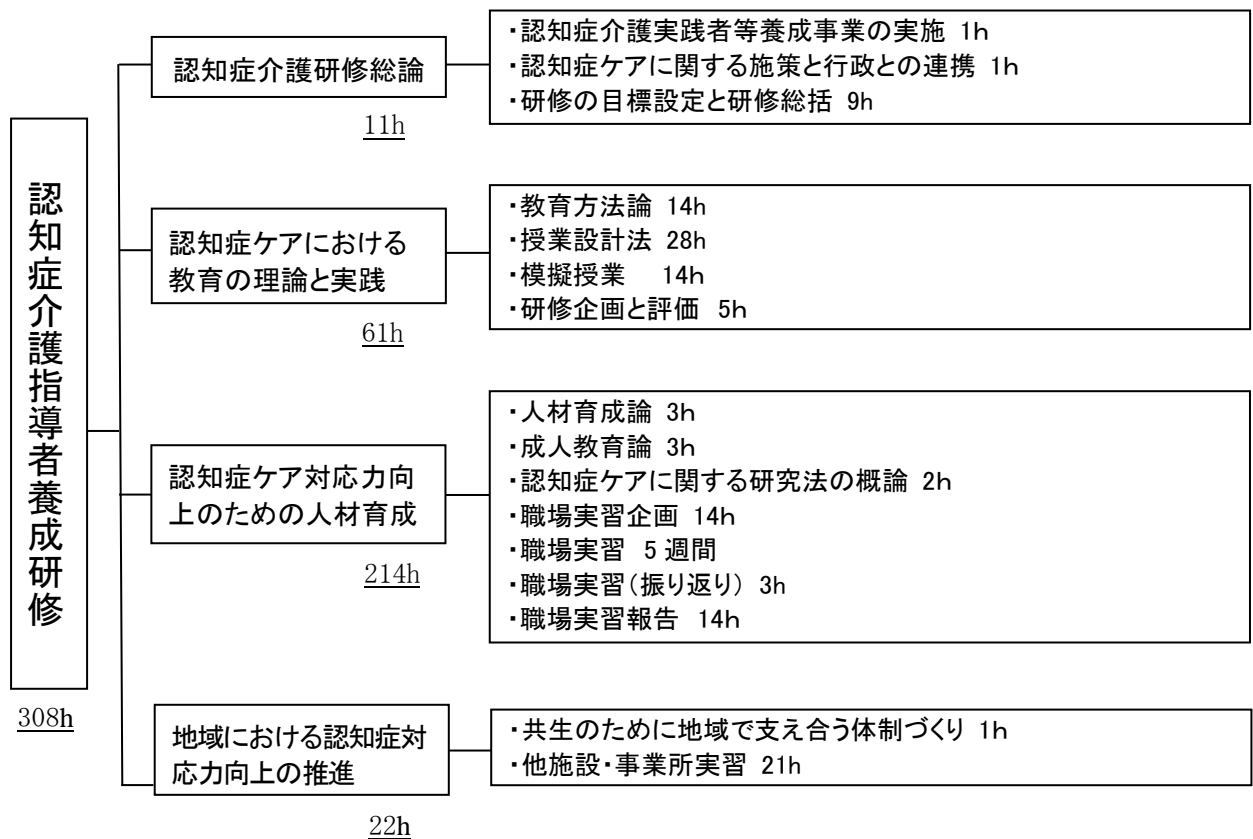 認知症介護指導者養成研修
308h
認知症介護研修総論
11h
・認知症介護実践者等養成事業の実施 1h
・認知症ケアに関する施策と行政との連携 1h
・研修の目標設定と研修総括 9h
認知症ケアにおける
教育の理論と実践
61h
・教育方法論 14h
・授業設計法 28h
・模擬授業 14h
・研修企画と評価 5h
認知症ケア対応力向
上のための人材育成
214h
・人材育成論 3h
・成人教育論 3h
・認知症ケアに関する研究法の概論 2h
・職場実習企画 14h
・職場実習 5週間
・職場実習(振り返り) 3h
・職場実習報告 14h
地域における認知症対
応力向上の推進
22h
・共生のために地域で支え合う体制づくり 1h
・他施設・事業所実習 21h